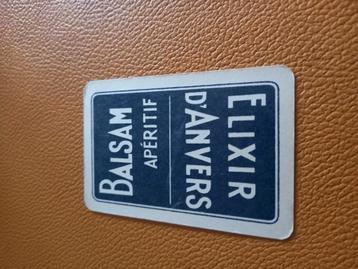 ELIXIR
D'ANVERS
BALSAM
APÉRITIF